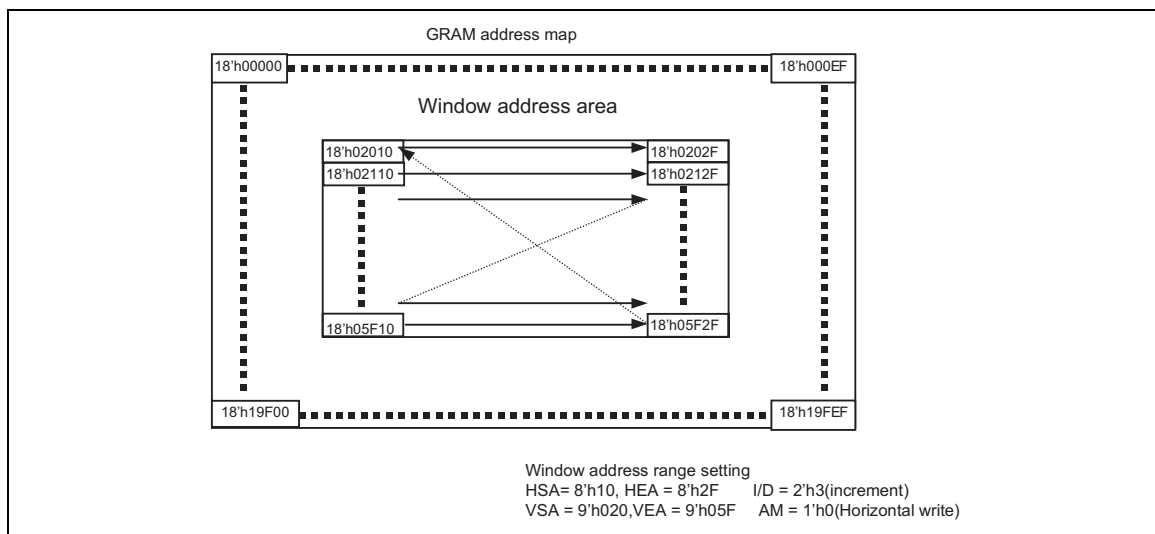 GRAM address map
18'h00000
18'h000EF
Window address area
18'h02010
18'h0202F
18'h02110
18'h0212F
18'h05F10
18'h05F2F
18'h19F00
18'h19FEF
Window address range setting
HSA= 8'h10, HEA = 8'h2F I/D = 2'h3(increment)
VSA = 9'h020,VEA = 9'h05F AM = 1'h0(Horizontal write)